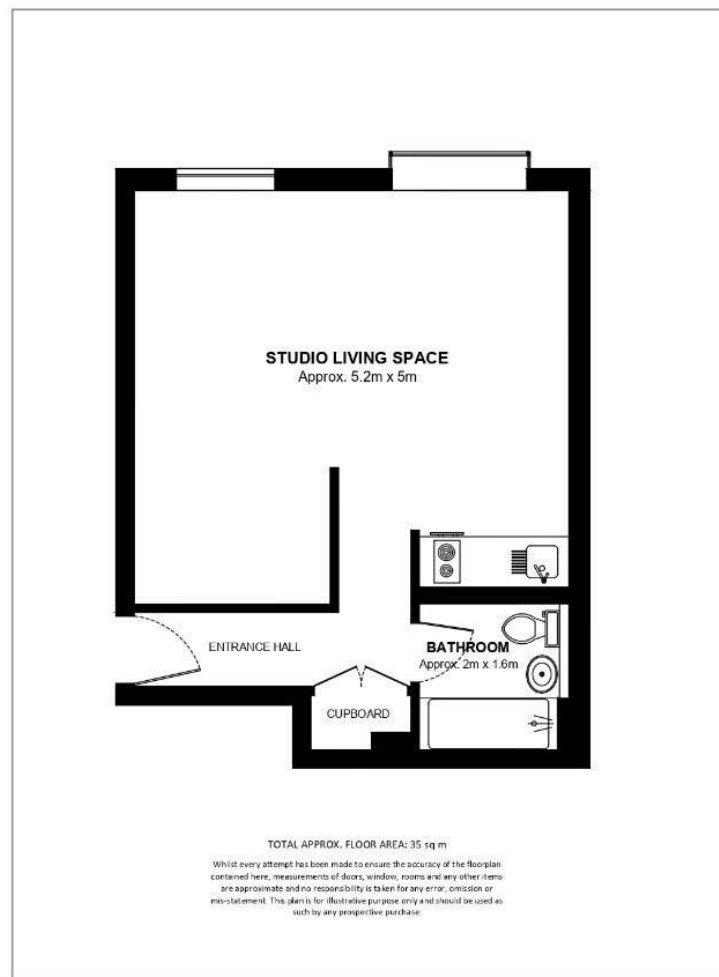 STUDIO LIVING SPACE
Approx. 5.2m x 5m
ENTRANCE HALL
BATHROOM
Approx. 2m x 1.6m
CUPBOARD
TOTAL APPROX. FLOOR AREA: 35 sq m
Whilst every attempt has been made to ensure the accuracy of the floorplan
contained here, measurements of doors, window, rooms and any other items
are approximate and no responsibility is taken for any error, omission or
mis-statement. This plan is for illustrative purpose only and should be used as
such by any prospective purchase.